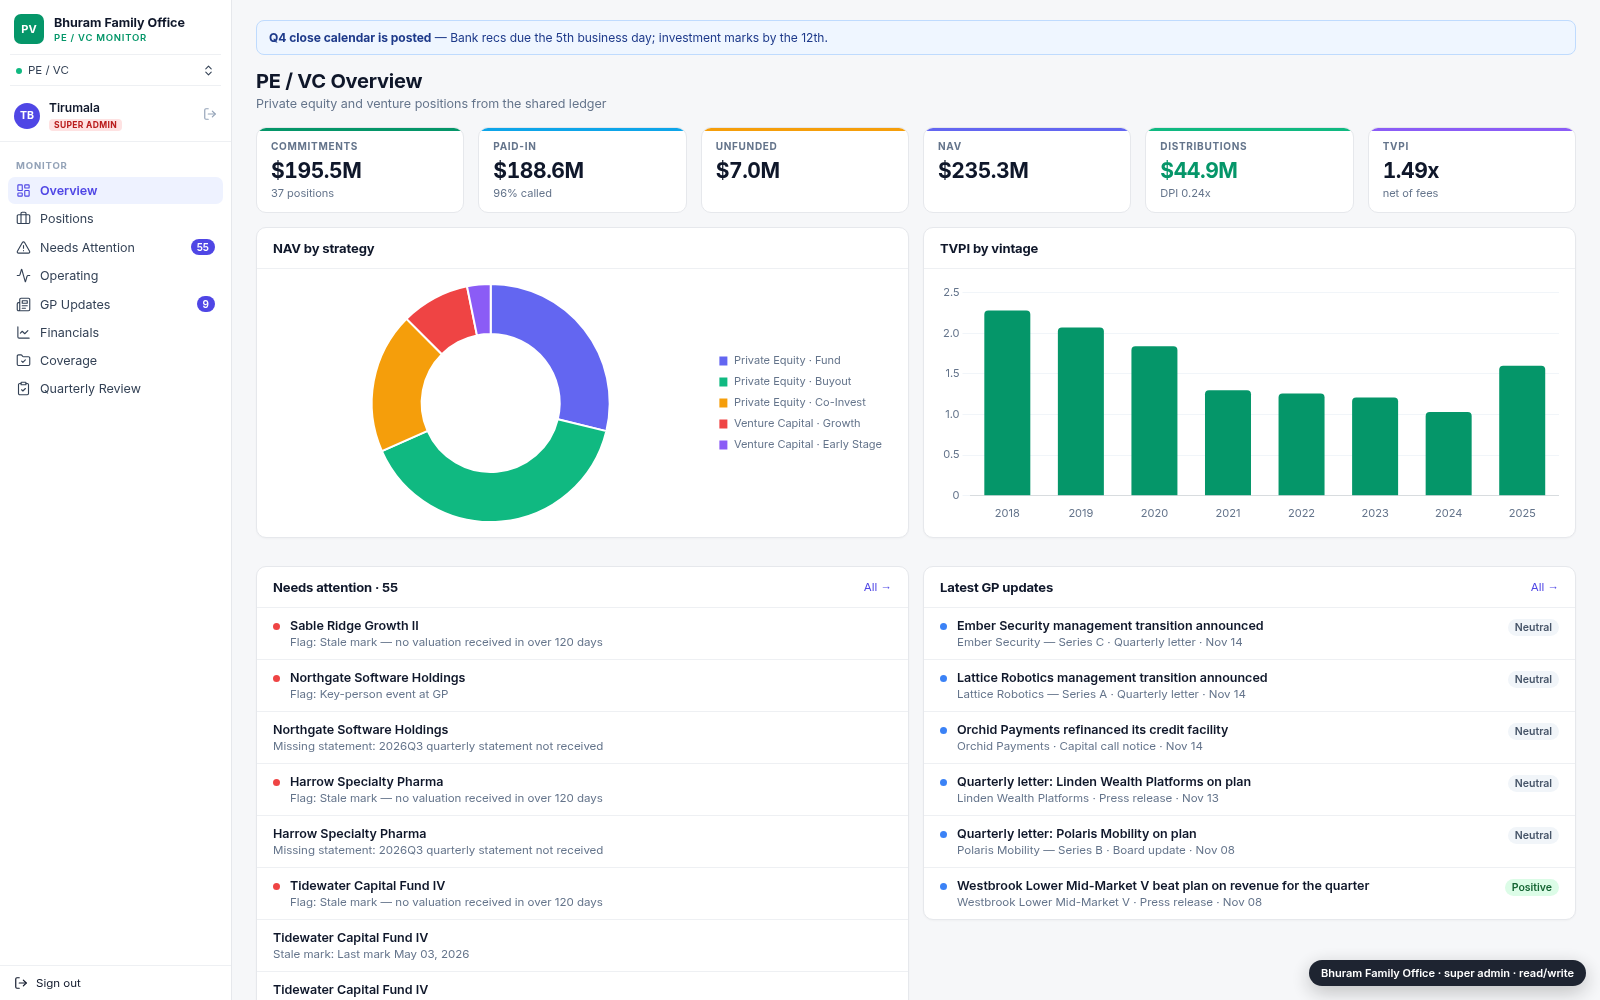 PV
Bhuram Family Office
PE / VC MONITOR
PE / VC
TB
Tirumala
SUPER ADMIN
MONITOR
Overview
Positions
Needs Attention 55
Operating
GP Updates 9
Financials
Coverage
Quarterly Review
Sign out
Q4 close calendar is posted — Bank recs due the 5th business day; investment marks by the 12th.
PE / VC Overview
Private equity and venture positions from the shared ledger
COMMITMENTS
$195.5M
37 positions
PAID-IN
$188.6M
96% called
UNFUNDED
$7.0M
NAV
$235.3M
DISTRIBUTIONS
$44.9M
DPI 0.24x
TVPI
1.49x
net of fees
NAV by strategy
Private Equity · Fund
Private Equity · Buyout
Private Equity · Co-Invest
Venture Capital · Growth
Venture Capital · Early Stage
TVPI by vintage
2.5
2.0
1.5
1.0
0.5
0
2018 2019 2020 2021 2022 2023 2024 2025
Needs attention · 55 All →
Sable Ridge Growth II
Flag: Stale mark — no valuation received in over 120 days
Northgate Software Holdings
Flag: Key-person event at GP
Northgate Software Holdings
Missing statement: 2026Q3 quarterly statement not received
Harrow Specialty Pharma
Flag: Stale mark — no valuation received in over 120 days
Harrow Specialty Pharma
Missing statement: 2026Q3 quarterly statement not received
Tidewater Capital Fund IV
Flag: Stale mark — no valuation received in over 120 days
Tidewater Capital Fund IV
Stale mark: Last mark May 03, 2026
Tidewater Capital Fund IV
Latest GP updates All →
Ember Security management transition announced Neutral
Ember Security — Series C · Quarterly letter · Nov 14
Lattice Robotics management transition announced Neutral
Lattice Robotics — Series A · Quarterly letter · Nov 14
Orchid Payments refinanced its credit facility Neutral
Orchid Payments · Capital call notice · Nov 14
Quarterly letter: Linden Wealth Platforms on plan Neutral
Linden Wealth Platforms · Press release · Nov 13
Quarterly letter: Polaris Mobility on plan Neutral
Polaris Mobility — Series B · Board update · Nov 08
Westbrook Lower Mid-Market V beat plan on revenue for the quarter Positive
Westbrook Lower Mid-Market V · Press release · Nov 08
Bhuram Family Office · super admin · read/write